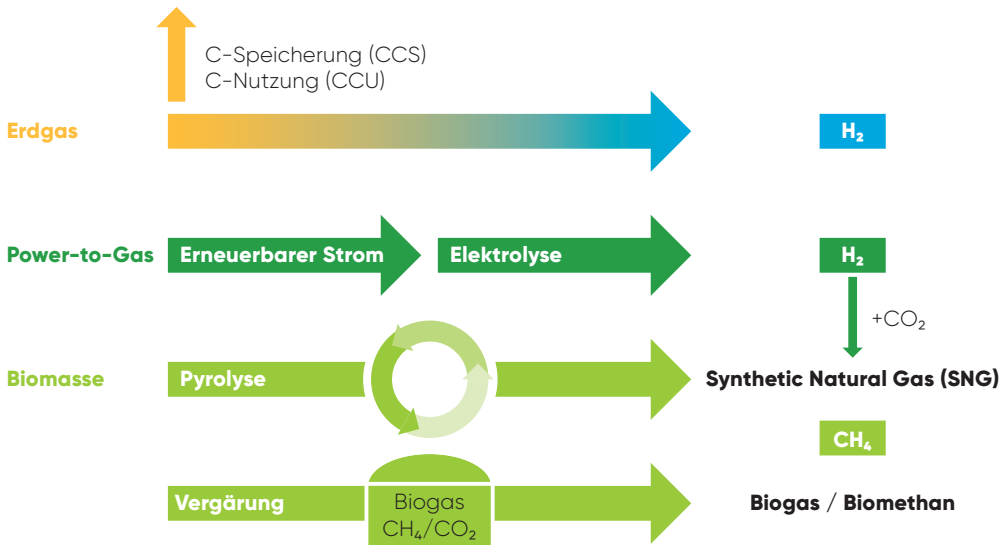 C-Speicherung (CCS)
C-Nutzung (CCU)
Erdgas
H₂
Power-to-Gas
Erneuerbarer Strom
Elektrolyse
H₂
+CO₂
Biomasse
Pyrolyse
Synthetic Natural Gas (SNG)
CH₄
Vergärung
Biogas
CH₄/CO₂
Biogas / Biomethan